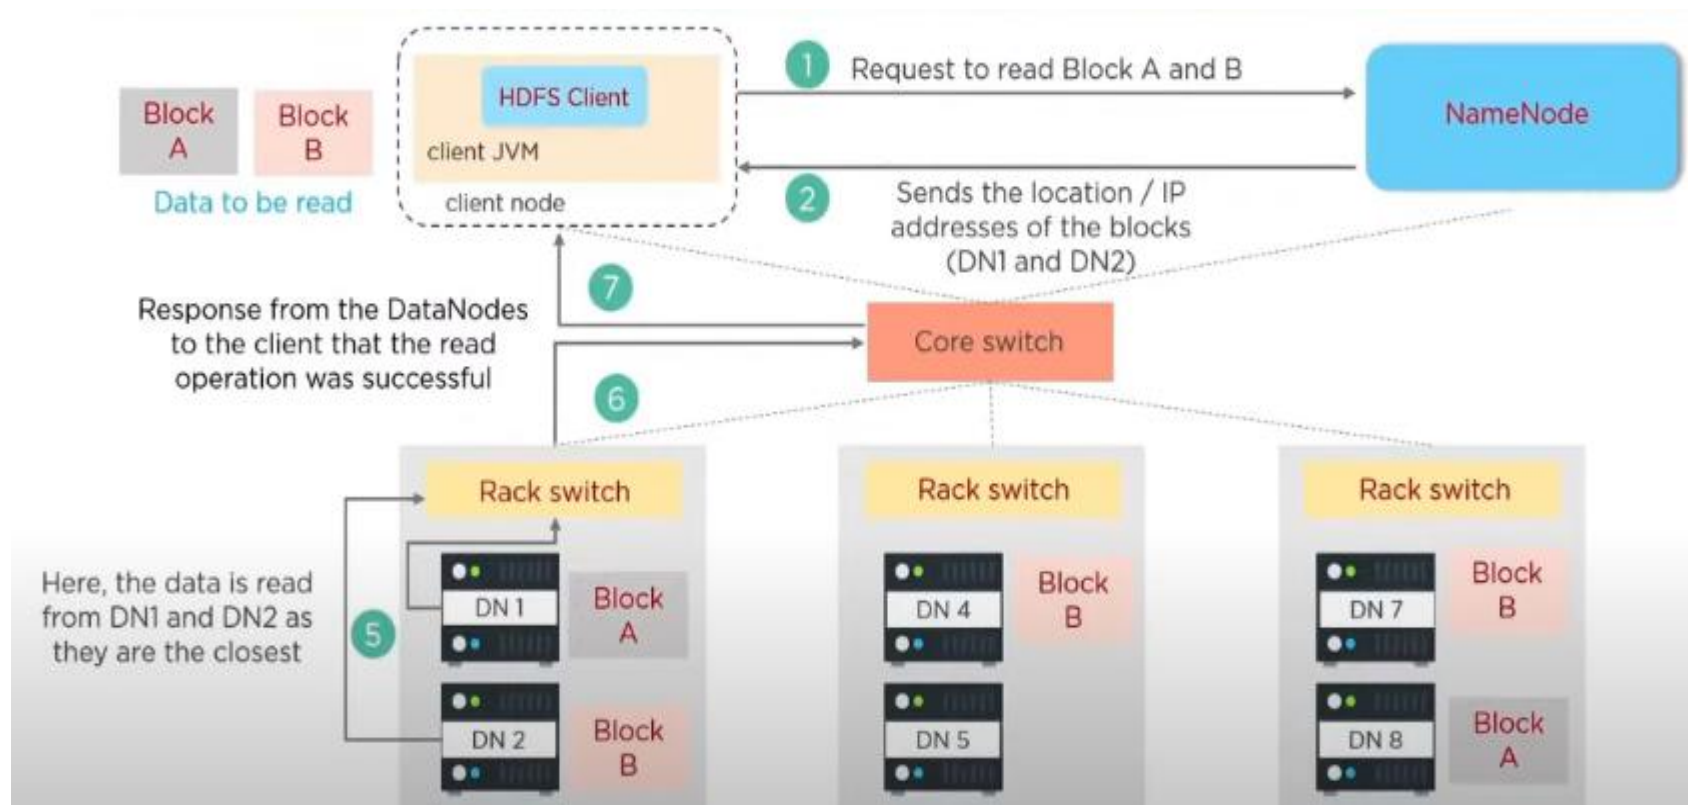 Block
A
Block
B
Data to be read
HDFS Client
client JVM
client node
1
Request to read Block A and B
NameNode
2
Sends the location / IP
addresses of the blocks
(DN1 and DN2)
7
Response from the DataNodes
to the client that the read
operation was successful
Core switch
6
Rack switch
Rack switch
Rack switch
Here, the data is read
from DN1 and DN2 as
they are the closest
5
DN 1
Block
A
DN 2
Block
B
DN 4
Block
B
DN 5
DN 7
Block
B
DN 8
Block
A